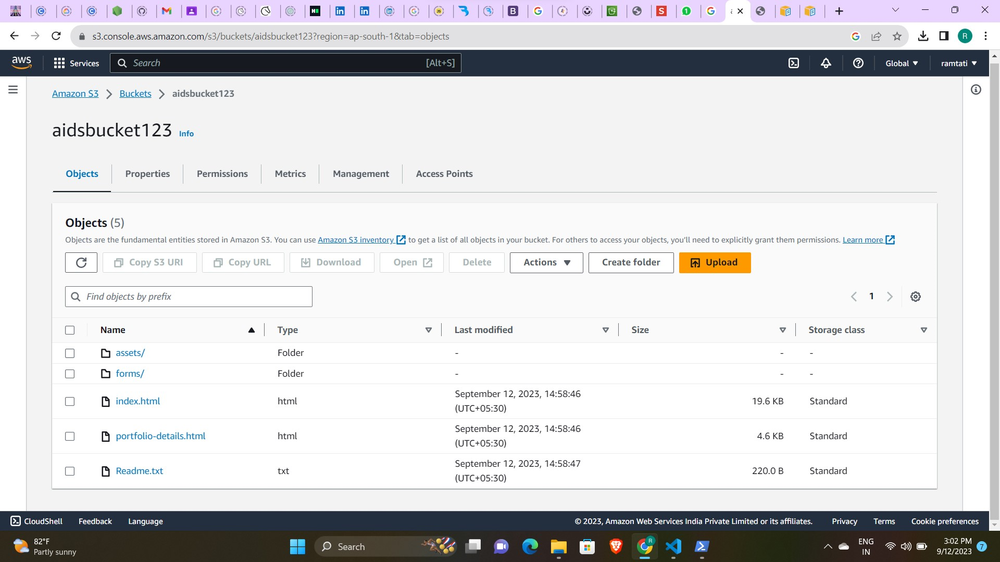 s3.console.aws.amazon.com/s3/buckets/aidsbucket123?region=ap-south-1&tab=objects
R
aws
Services
Search
[Alt+S]
Global
ramtati
Amazon S3
Buckets
aidsbucket123
aidsbucket123 Info
Objects
Properties
Permissions
Metrics
Management
Access Points
Objects (5)
Objects are the fundamental entities stored in Amazon S3. You can use Amazon S3 inventory to get a list of all objects in your bucket. For others to access your objects, you'll need to explicitly grant them permissions. Learn more
Copy S3 URI
Copy URL
Download
Open
Delete
Actions
Create folder
Upload
Find objects by prefix
1
Name
Type
Last modified
Size
Storage class
assets/
Folder
-
-
-
forms/
Folder
-
-
-
index.html
html
September 12, 2023, 14:58:46
(UTC+05:30)
19.6 KB
Standard
portfolio-details.html
html
September 12, 2023, 14:58:46
(UTC+05:30)
4.6 KB
Standard
Readme.txt
txt
September 12, 2023, 14:58:47
(UTC+05:30)
220.0 B
Standard
CloudShell
Feedback
Language
© 2023, Amazon Web Services India Private Limited or its affiliates.
Privacy
Terms
Cookie preferences
82°F
Partly sunny
Search
ENG
IN
3:02 PM
9/12/2023
7